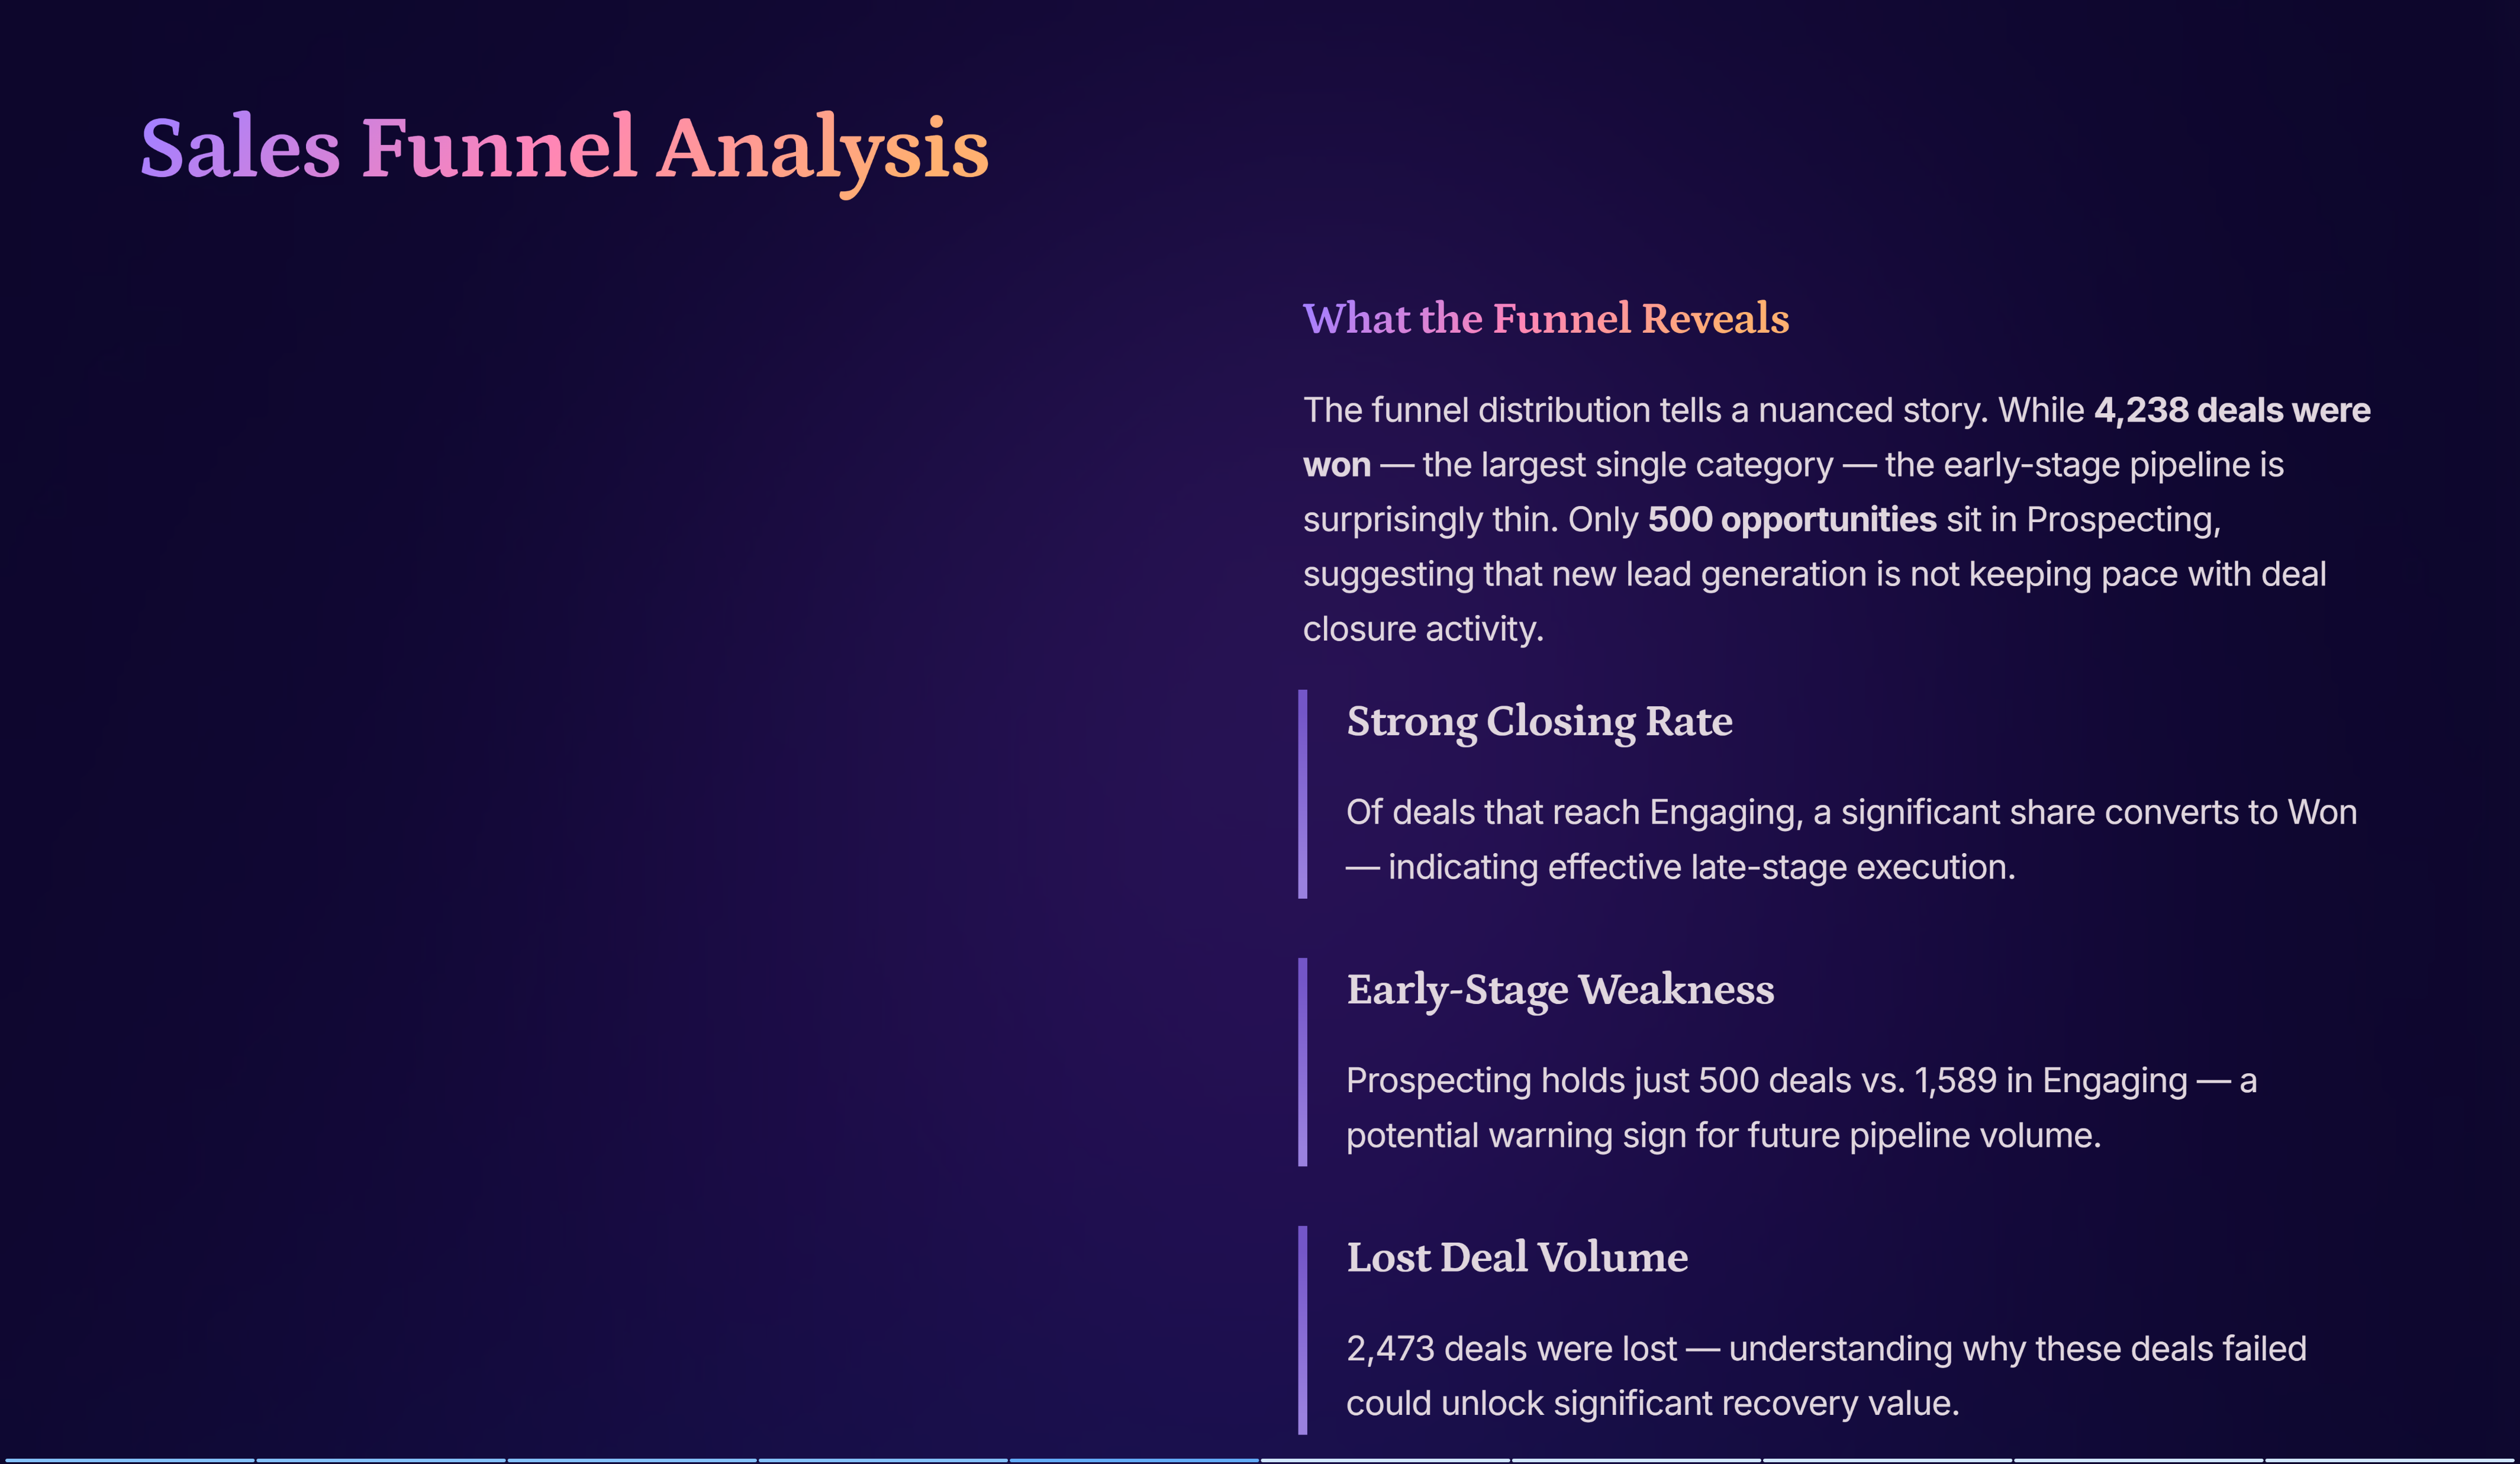 Sales Funnel Analysis
What the Funnel Reveals
The funnel distribution tells a nuanced story. While 4,238 deals were
won — the largest single category — the early-stage pipeline is
surprisingly thin. Only 500 opportunities sit in Prospecting,
suggesting that new lead generation is not keeping pace with deal
closure activity.
Strong Closing Rate
Of deals that reach Engaging, a significant share converts to Won
— indicating effective late-stage execution.
Early-Stage Weakness
Prospecting holds just 500 deals vs. 1,589 in Engaging — a
potential warning sign for future pipeline volume.
Lost Deal Volume
2,473 deals were lost — understanding why these deals failed
could unlock significant recovery value.